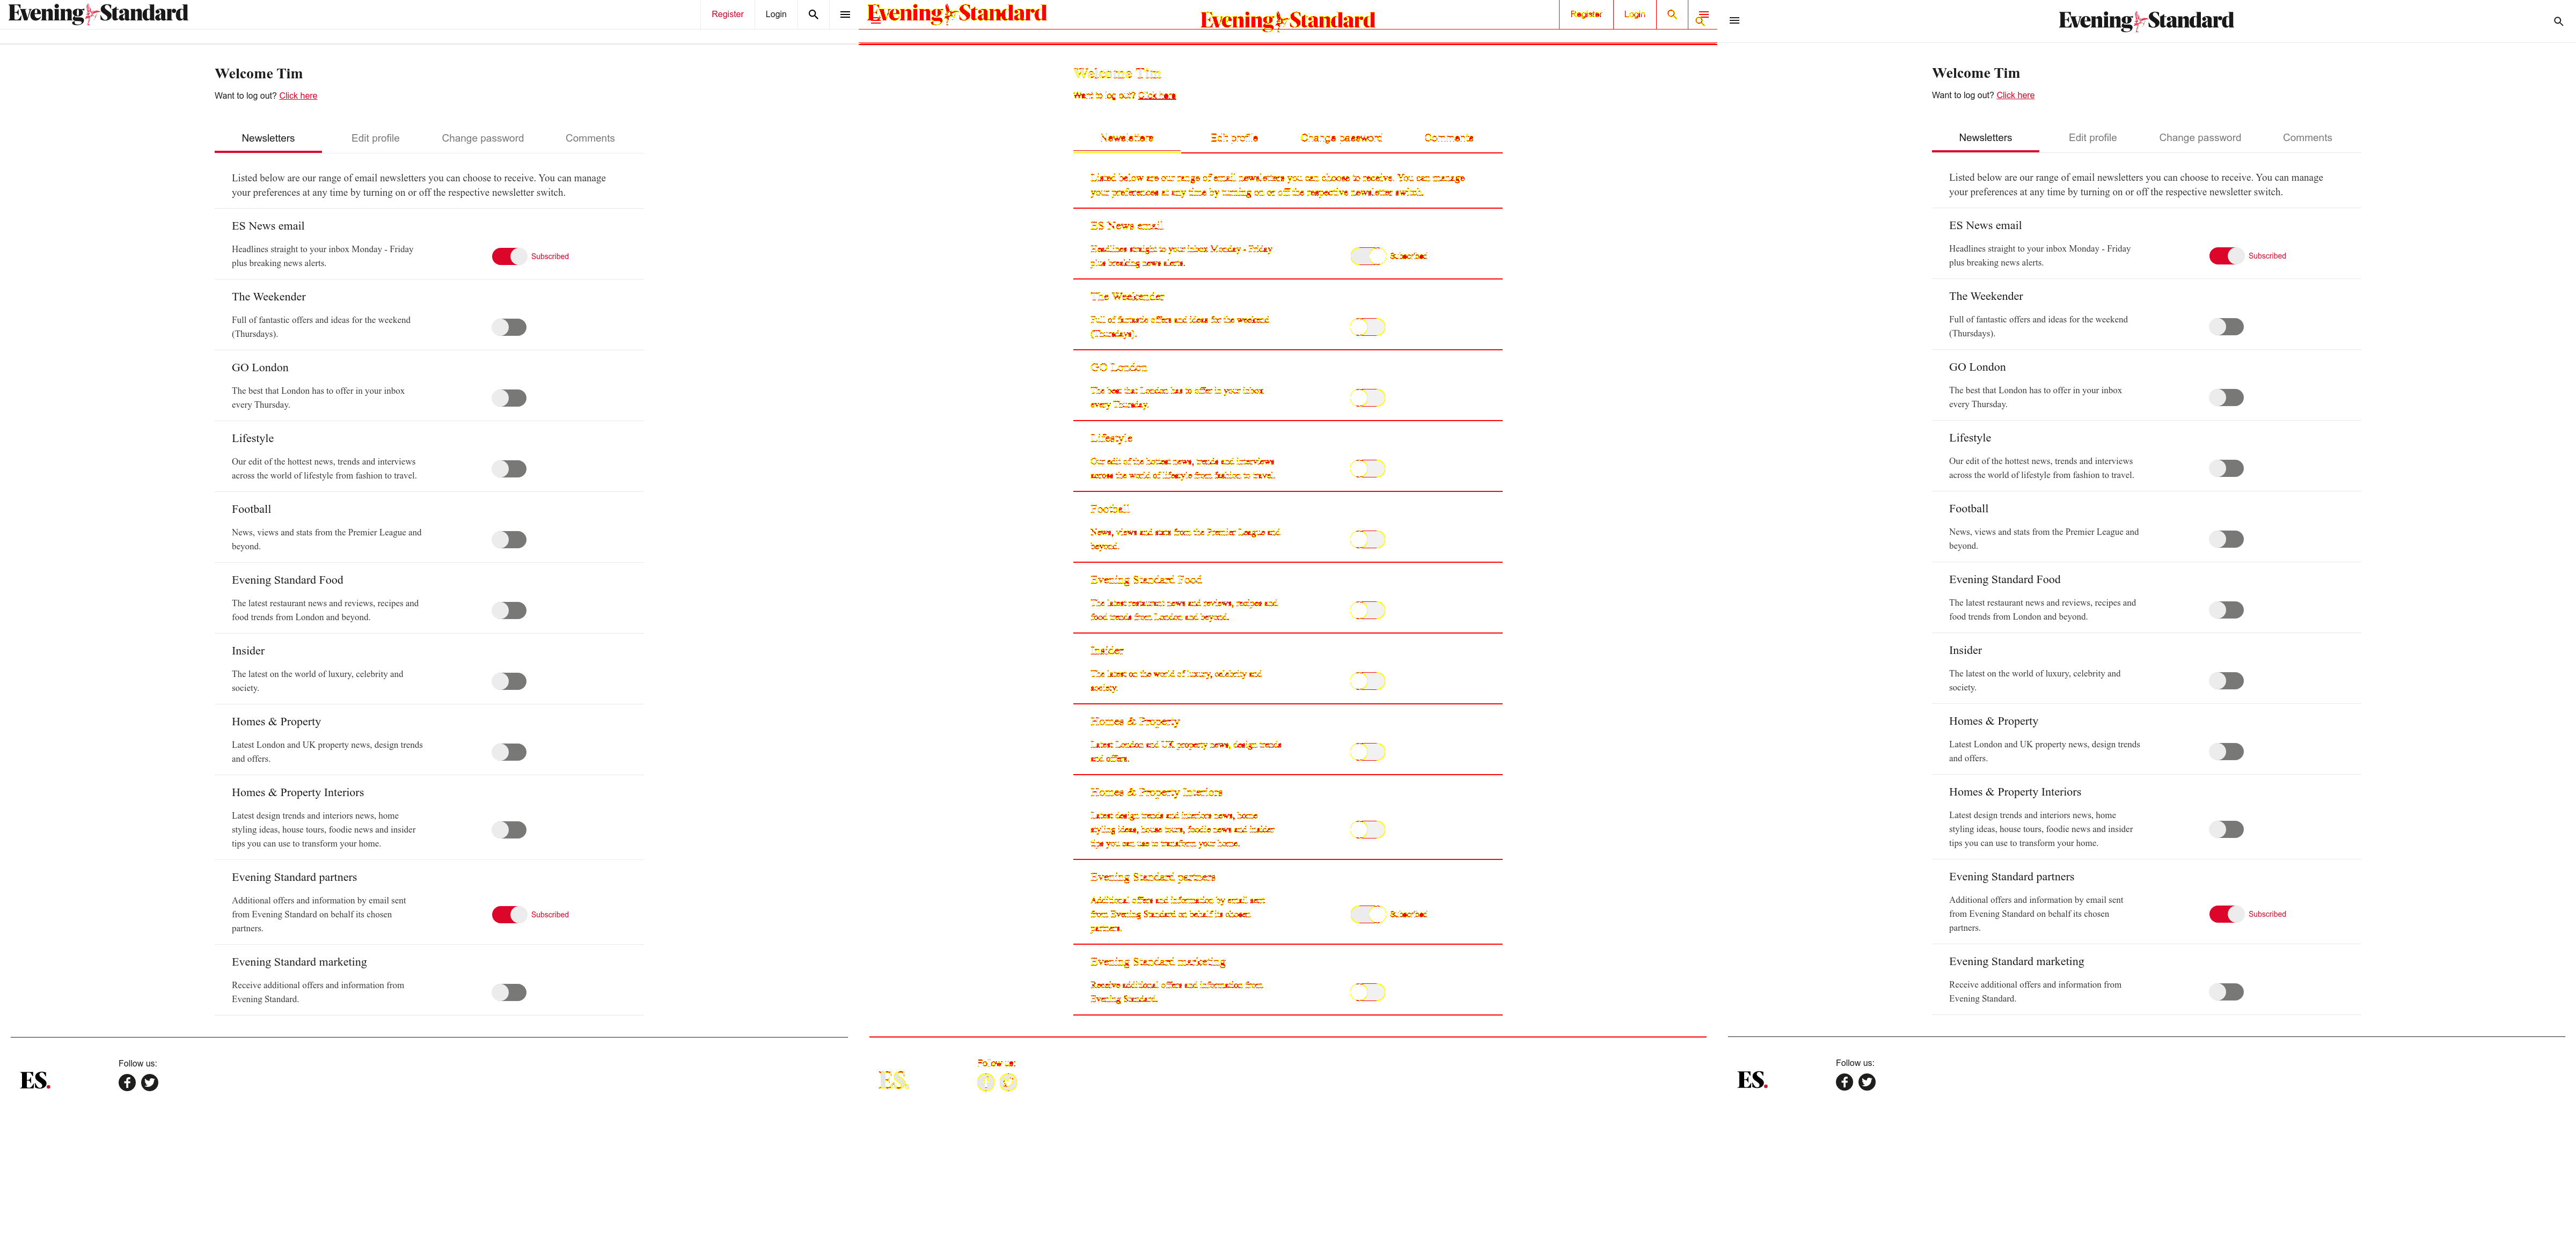 Evening Standard
Register
Login
Welcome Tim
Want to log out? Click here
Newsletters
Edit profile
Change password
Comments
Listed below are our range of email newsletters you can choose to receive. You can manage
your preferences at any time by turning on or off the respective newsletter switch.
ES News email
Headlines straight to your inbox Monday - Friday
plus breaking news alerts.
Subscribed
The Weekender
Full of fantastic offers and ideas for the weekend
(Thursdays).
GO London
The best that London has to offer in your inbox
every Thursday.
Lifestyle
Our edit of the hottest news, trends and interviews
across the world of lifestyle from fashion to travel.
Football
News, views and stats from the Premier League and
beyond.
Evening Standard Food
The latest restaurant news and reviews, recipes and
food trends from London and beyond.
Insider
The latest on the world of luxury, celebrity and
society.
Homes & Property
Latest London and UK property news, design trends
and offers.
Homes & Property Interiors
Latest design trends and interiors news, home
styling ideas, house tours, foodie news and insider
tips you can use to transform your home.
Evening Standard partners
Additional offers and information by email sent
from Evening Standard on behalf its chosen
partners.
Subscribed
Evening Standard marketing
Receive additional offers and information from
Evening Standard.
ES.
Follow us:
Evening Standard
Evening Standard
Register
Login
Welcome Tim
Want to log out? Click here
Newsletters
Edit profile
Change password
Comments
Listed below are our range of email newsletters you can choose to receive. You can manage
your preferences at any time by turning on or off the respective newsletter switch.
ES News email
Headlines straight to your inbox Monday - Friday
plus breaking news alerts.
Subscribed
The Weekender
Full of fantastic offers and ideas for the weekend
(Thursdays).
GO London
The best that London has to offer in your inbox
every Thursday.
Lifestyle
Our edit of the hottest news, trends and interviews
across the world of lifestyle from fashion to travel.
Football
News, views and stats from the Premier League and
beyond.
Evening Standard Food
The latest restaurant news and reviews, recipes and
food trends from London and beyond.
Insider
The latest on the world of luxury, celebrity and
society.
Homes & Property
Latest London and UK property news, design trends
and offers.
Homes & Property Interiors
Latest design trends and interiors news, home
styling ideas, house tours, foodie news and insider
tips you can use to transform your home.
Evening Standard partners
Additional offers and information by email sent
from Evening Standard on behalf its chosen
partners.
Subscribed
Evening Standard marketing
Receive additional offers and information from
Evening Standard.
ES.
Follow us:
Evening Standard
Welcome Tim
Want to log out? Click here
Newsletters
Edit profile
Change password
Comments
Listed below are our range of email newsletters you can choose to receive. You can manage
your preferences at any time by turning on or off the respective newsletter switch.
ES News email
Headlines straight to your inbox Monday - Friday
plus breaking news alerts.
Subscribed
The Weekender
Full of fantastic offers and ideas for the weekend
(Thursdays).
GO London
The best that London has to offer in your inbox
every Thursday.
Lifestyle
Our edit of the hottest news, trends and interviews
across the world of lifestyle from fashion to travel.
Football
News, views and stats from the Premier League and
beyond.
Evening Standard Food
The latest restaurant news and reviews, recipes and
food trends from London and beyond.
Insider
The latest on the world of luxury, celebrity and
society.
Homes & Property
Latest London and UK property news, design trends
and offers.
Homes & Property Interiors
Latest design trends and interiors news, home
styling ideas, house tours, foodie news and insider
tips you can use to transform your home.
Evening Standard partners
Additional offers and information by email sent
from Evening Standard on behalf its chosen
partners.
Subscribed
Evening Standard marketing
Receive additional offers and information from
Evening Standard.
ES.
Follow us: